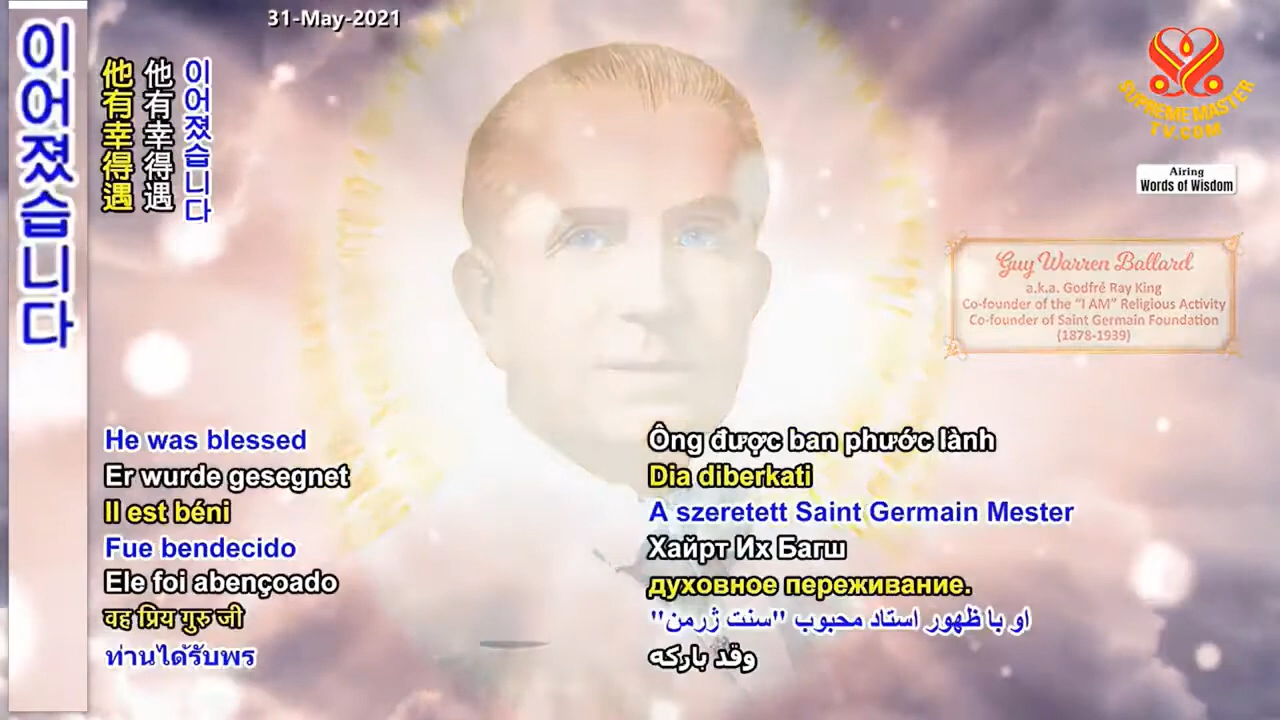 31-May-2021
이어졌습니다
他有幸得遇
他有幸得遇
이어졌습니다
SUPREME MASTER
TV.COM
Airing
Words of Wisdom
Guy Warren Ballard
a.k.a. Godfré Ray King
Co-founder of the “I AM” Religious Activity
Co-founder of Saint Germain Foundation
(1878-1939)
He was blessed
Er wurde gesegnet
Il est béni
Fue bendecido
Ele foi abençoado
वह प्रिय गुरु जी
ท่านได้รับพร
Ông được ban phước lành
Dia diberkati
A szeretett Saint Germain Mester
Хайрт Их Багш
духовное переживание.
او با ظهور استاد محبوب "سنت ژرمن"
وقد باركه